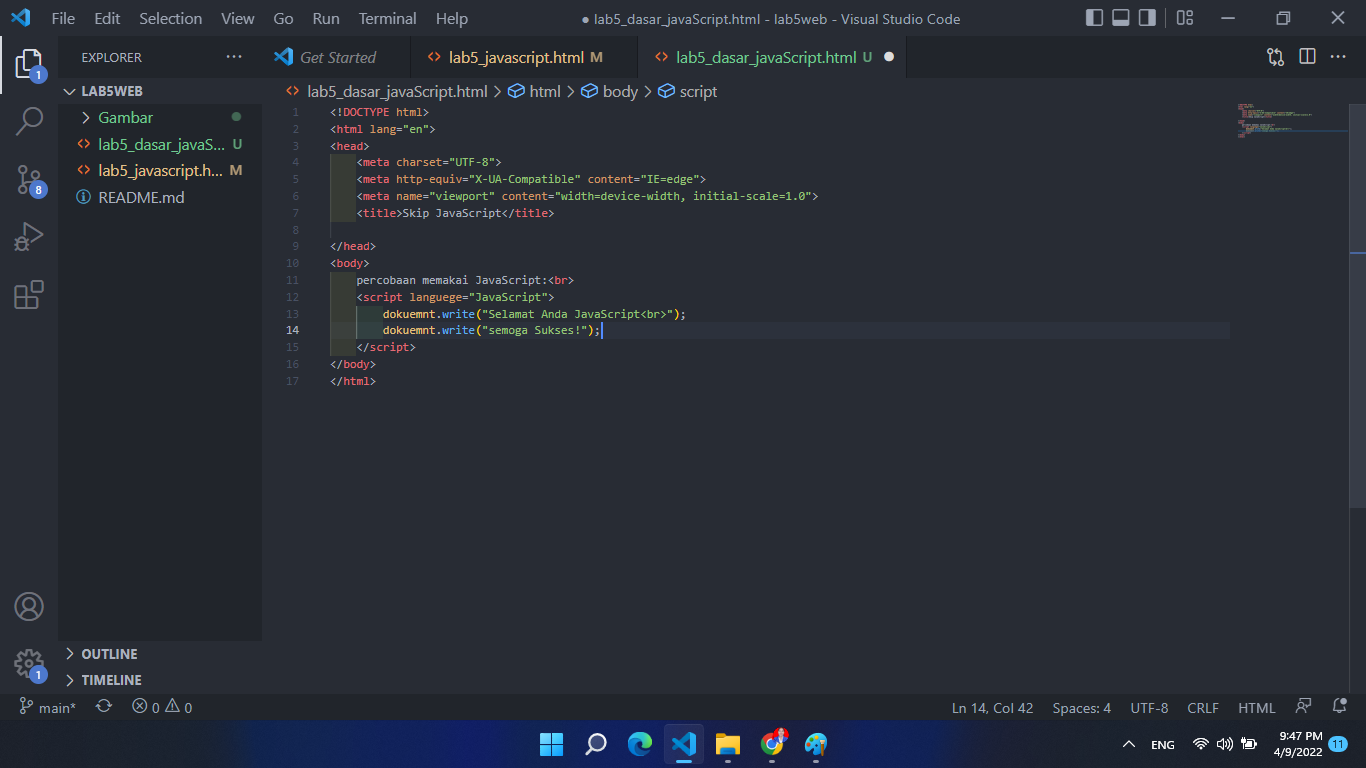 File Edit Selection View Go Run Terminal Help
● lab5_dasar_javaScript.html - lab5web - Visual Studio Code
EXPLORER ···
Get Started
lab5_javascript.html M
lab5_dasar_javaScript.html U
LAB5WEB
Gambar
lab5_dasar_javaS... U
lab5_javascript.h... M
README.md
lab5_dasar_javaScript.html > html > body > script
1 <!DOCTYPE html>
2 <html lang="en">
3 <head>
4 <meta charset="UTF-8">
5 <meta http-equiv="X-UA-Compatible" content="IE=edge">
6 <meta name="viewport" content="width=device-width, initial-scale=1.0">
7 <title>Skip JavaScript</title>
8
9 </head>
10 <body>
11 percobaan memakai JavaScript:<br>
12 <script languege="JavaScript">
13 dokuemnt.write("Selamat Anda JavaScript<br>");
14 dokuemnt.write("semoga Sukses!");
15 </script>
16 </body>
17 </html>
1
8
1
OUTLINE
TIMELINE
main* 0 0
Ln 14, Col 42 Spaces: 4 UTF-8 CRLF HTML
ENG
9:47 PM
4/9/2022
11